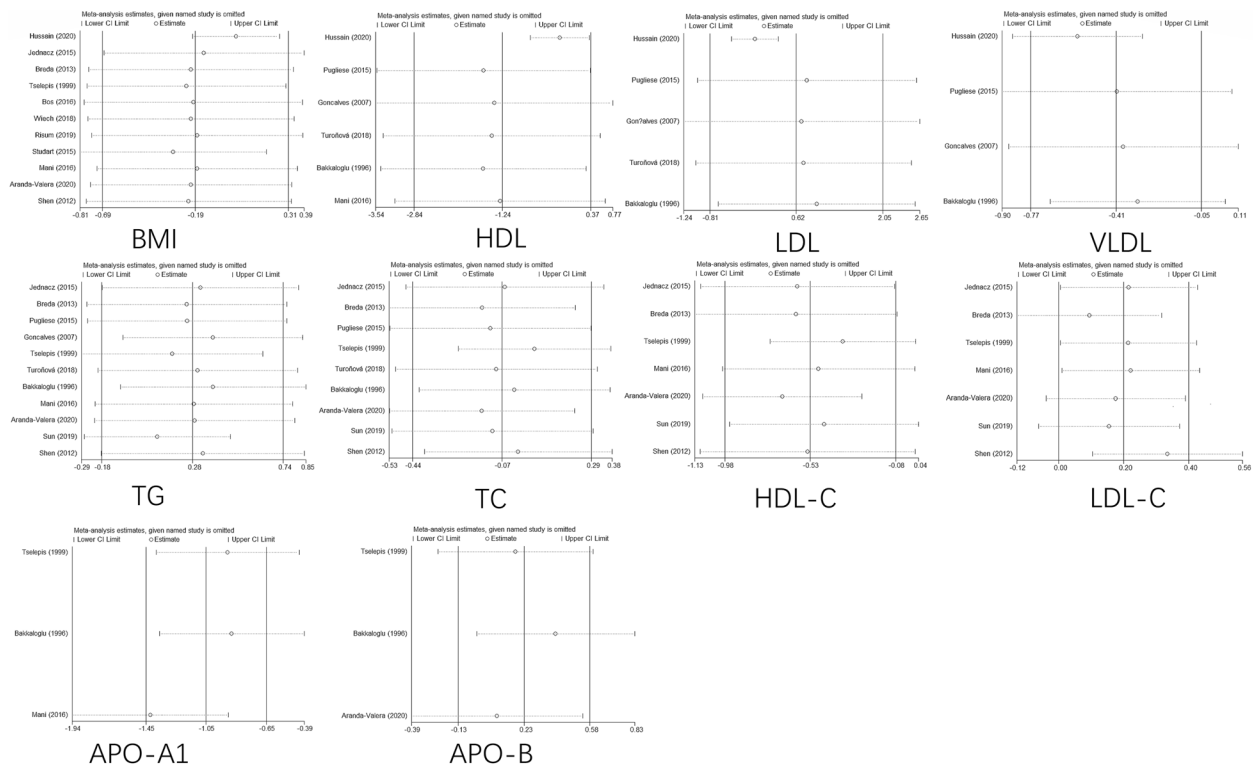 Meta-analysis estimates, given named study is omitted
Lower CI Limit Estimate Upper CI Limit
Hussain (2020)
Jednacz (2015)
Breda (2013)
Tselepis (1999)
Bos (2016)
Wiech (2018)
Risum (2019)
Studart (2015)
Mani (2016)
Aranda-Valera (2020)
Shen (2012)
-0.81 -0.69 -0.19 0.31 0.39
BMI
Meta-analysis estimates, given named study is omitted
Lower CI Limit Estimate Upper CI Limit
Hussain (2020)
Pugliese (2015)
Goncalves (2007)
Turoňová (2018)
Bakkaloglu (1996)
Mani (2016)
-3.54 -2.84 -1.24 0.37 0.77
HDL
Meta-analysis estimates, given named study is omitted
Lower CI Limit Estimate Upper CI Limit
Hussain (2020)
Pugliese (2015)
Gon?alves (2007)
Turoňová (2018)
Bakkaloglu (1996)
-1.24 -0.81 0.62 2.05 2.65
LDL
Meta-analysis estimates, given named study is omitted
Lower CI Limit Estimate Upper CI Limit
Hussain (2020)
Pugliese (2015)
Goncalves (2007)
Bakkaloglu (1996)
-0.90 -0.77 -0.41 -0.05 0.11
VLDL
Meta-analysis estimates, given named study is omitted
Lower CI Limit Estimate Upper CI Limit
Jednacz (2015)
Breda (2013)
Pugliese (2015)
Goncalves (2007)
Tselepis (1999)
Turoňová (2018)
Bakkaloglu (1996)
Mani (2016)
Aranda-Valera (2020)
Sun (2019)
Shen (2012)
-0.29 -0.18 0.28 0.74 0.85
TG
Meta-analysis estimates, given named study is omitted
Lower CI Limit Estimate Upper CI Limit
Jednacz (2015)
Breda (2013)
Pugliese (2015)
Tselepis (1999)
Turoňová (2018)
Bakkaloglu (1996)
Aranda-Valera (2020)
Sun (2019)
Shen (2012)
-0.53 -0.44 -0.07 0.29 0.38
TC
Meta-analysis estimates, given named study is omitted
Lower CI Limit Estimate Upper CI Limit
Jednacz (2015)
Breda (2013)
Tselepis (1999)
Mani (2016)
Aranda-Valera (2020)
Sun (2019)
Shen (2012)
-1.13 -0.98 -0.53 -0.08 0.04
HDL-C
Meta-analysis estimates, given named study is omitted
Lower CI Limit Estimate Upper CI Limit
Jednacz (2015)
Breda (2013)
Tselepis (1999)
Mani (2016)
Aranda-Valera (2020)
Sun (2019)
Shen (2012)
-0.12 0.00 0.20 0.40 0.56
LDL-C
Meta-analysis estimates, given named study is omitted
Lower CI Limit Estimate Upper CI Limit
Tselepis (1999)
Bakkaloglu (1996)
Mani (2016)
-1.94 -1.45 -1.05 -0.65 -0.39
APO-A1
Meta-analysis estimates, given named study is omitted
Lower CI Limit Estimate Upper CI Limit
Tselepis (1999)
Bakkaloglu (1996)
Aranda-Valera (2020)
-0.39 -0.13 0.23 0.58 0.83
APO-B